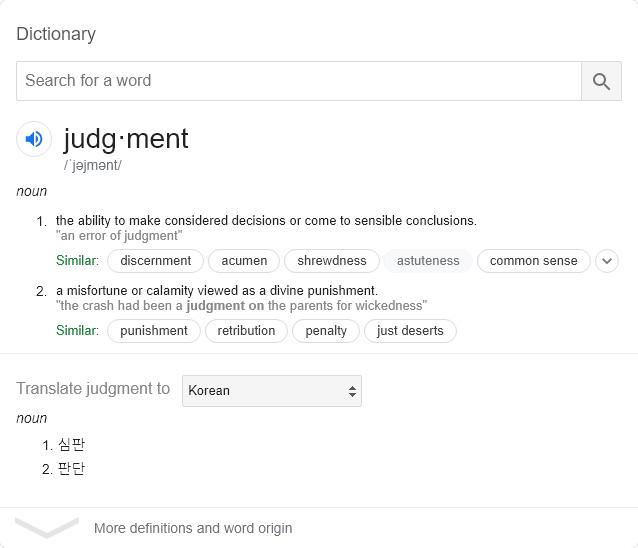 Dictionary
Search for a word
judg·ment
/ˈjəjmənt/
noun
1. the ability to make considered decisions or come to sensible conclusions.
"an error of judgment"
Similar: discernment acumen shrewdness astuteness common sense
2. a misfortune or calamity viewed as a divine punishment.
"the crash had been a judgment on the parents for wickedness"
Similar: punishment retribution penalty just deserts
Translate judgment to Korean
noun
1. 심판
2. 판단
More definitions and word origin